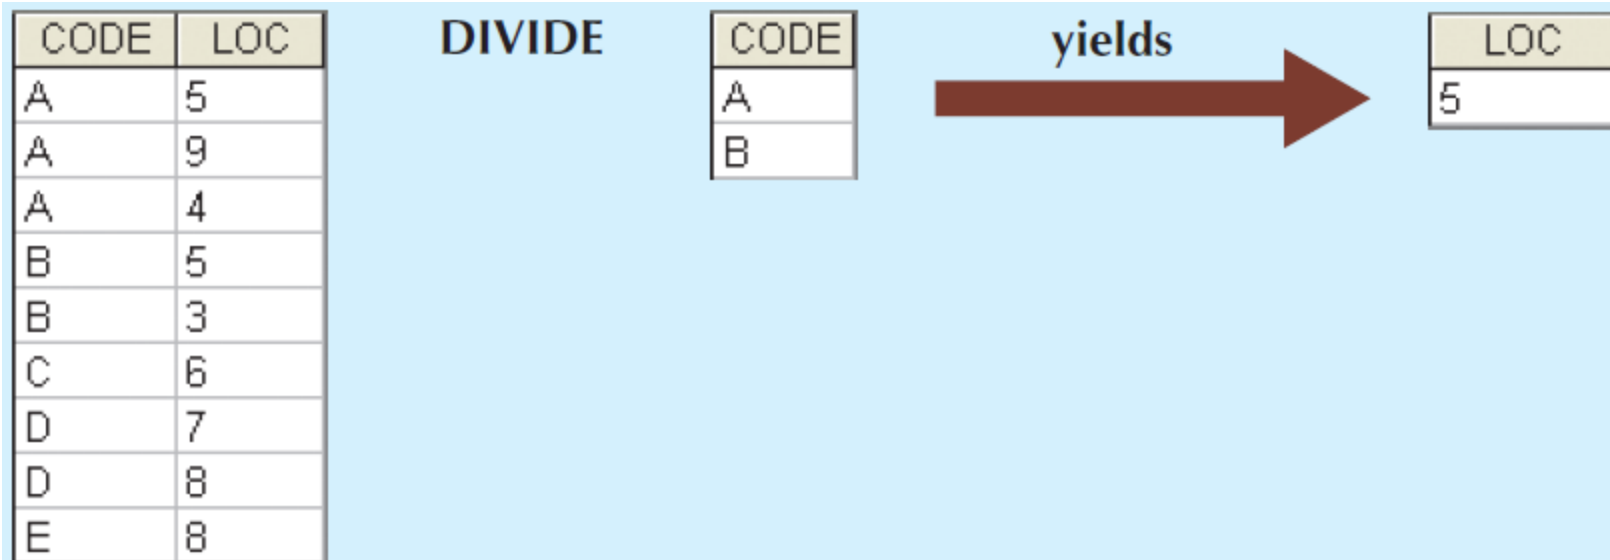 CODE LOC
A 5
A 9
A 4
B 5
B 3
C 6
D 7
D 8
E 8
DIVIDE
CODE
A
B
yields
LOC
5